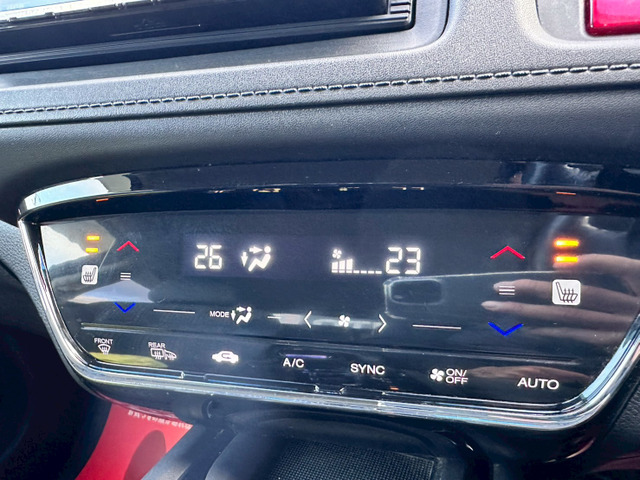 26
23
MODE
FRONT
REAR
A/C
SYNC
ON/
OFF
AUTO